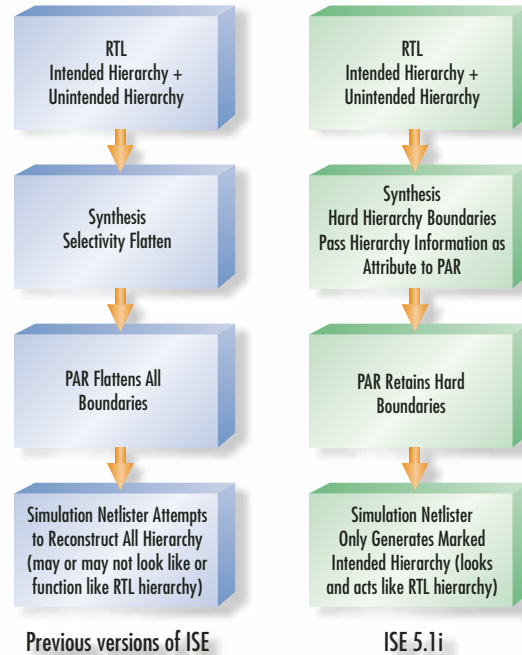 RTL
Intended Hierarchy +
Unintended Hierarchy
Synthesis
Selectivity Flatten
PAR Flattens All
Boundaries
Simulation Netlister Attempts
to Reconstruct All Hierarchy
(may or may not look like or
function like RTL hierarchy)
Previous versions of ISE
RTL
Intended Hierarchy +
Unintended Hierarchy
Synthesis
Hard Hierarchy Boundaries
Pass Hierarchy Information as
Attribute to PAR
PAR Retains Hard
Boundaries
Simulation Netlister
Only Generates Marked
Intended Hierarchy (looks
and acts like RTL hierarchy)
ISE 5.1i